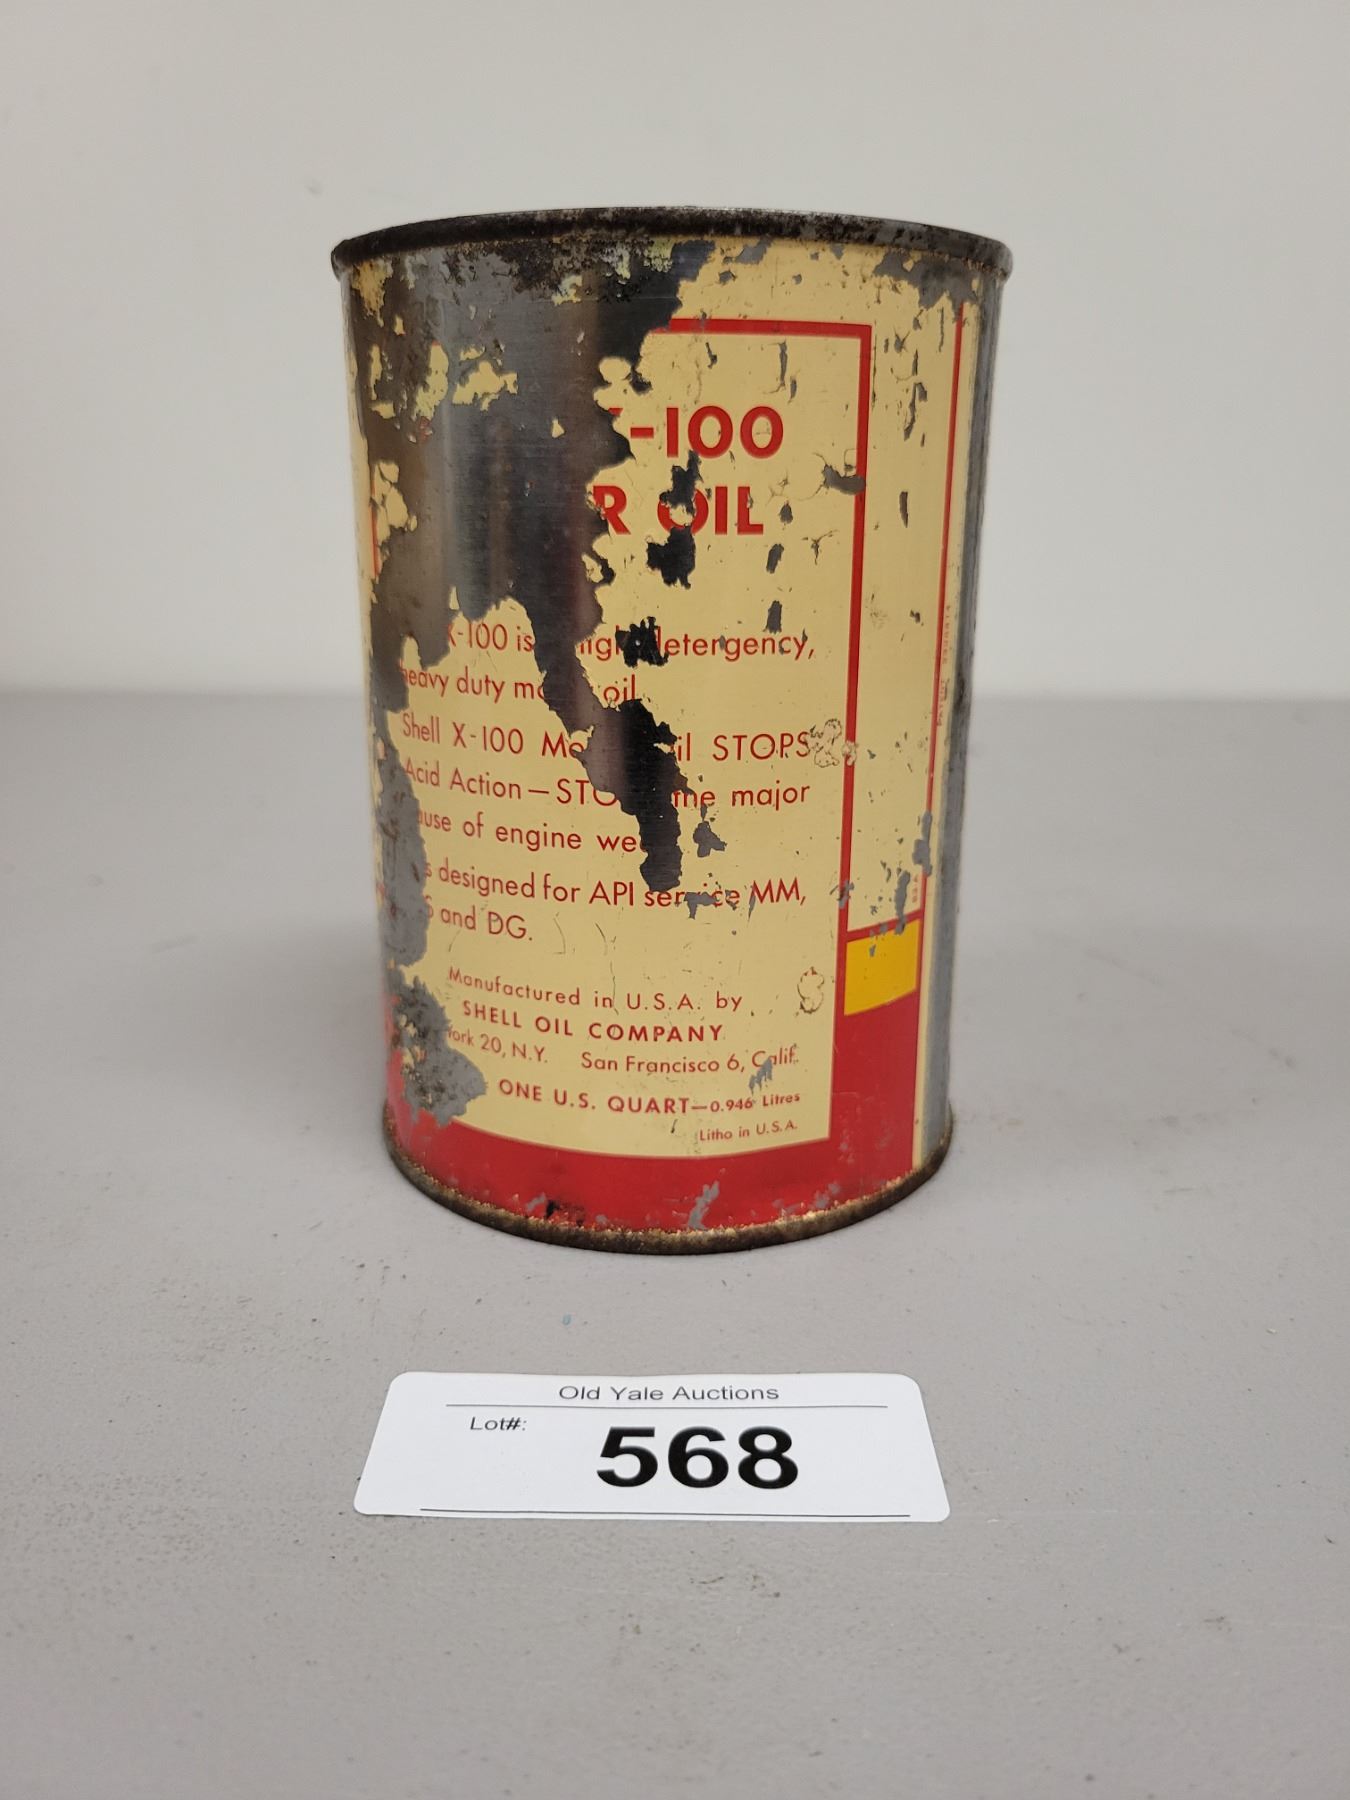 -100
R OIL
X-100 is high detergency,
heavy duty mo oil
Shell X-100 Mo il STOPS
Acid Action — STO the major
ause of engine wea
s designed for API service MM,
S and DG.
Manufactured in U.S.A. by
SHELL OIL COMPANY
York 20, N.Y. San Francisco 6, Calif.
ONE U.S. QUART—0.946 Litres
Litho in U.S.A.
PATENT
Old Yale Auctions
Lot#: 568